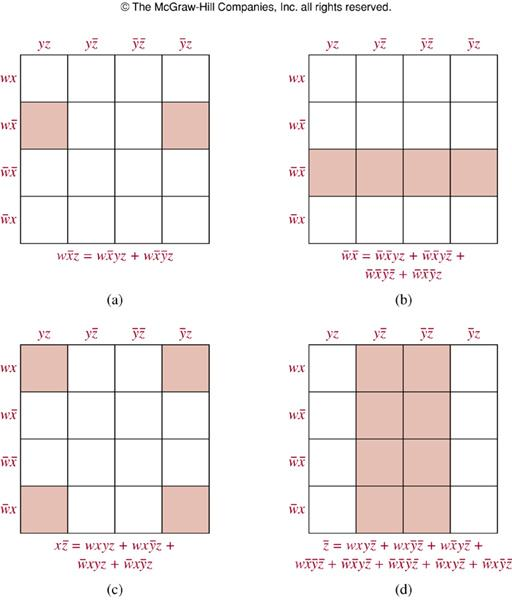 © The McGraw-Hill Companies, Inc. all rights reserved.
yz yz̄ ȳz̄ ȳz
wx
wx̄
w̄x̄
w̄x
wx̄z = wx̄yz + wx̄ȳz
(a)
yz yz̄ ȳz̄ ȳz
wx
wx̄
w̄x̄
w̄x
w̄x̄ = w̄x̄yz + w̄x̄yz̄ +
w̄x̄ȳz̄ + w̄x̄ȳz
(b)
yz yz̄ ȳz̄ ȳz
wx
wx̄
w̄x̄
w̄x
xz̄ = wxyz + wxȳz +
w̄xyz + w̄xȳz
(c)
yz yz̄ ȳz̄ ȳz
wx
wx̄
w̄x̄
w̄x
z̄ = wxyz̄ + wxȳz̄ + wx̄yz̄ +
wx̄ȳz̄ + w̄x̄yz̄ + w̄x̄ȳz̄ + w̄xyz̄ + w̄xȳz̄
(d)